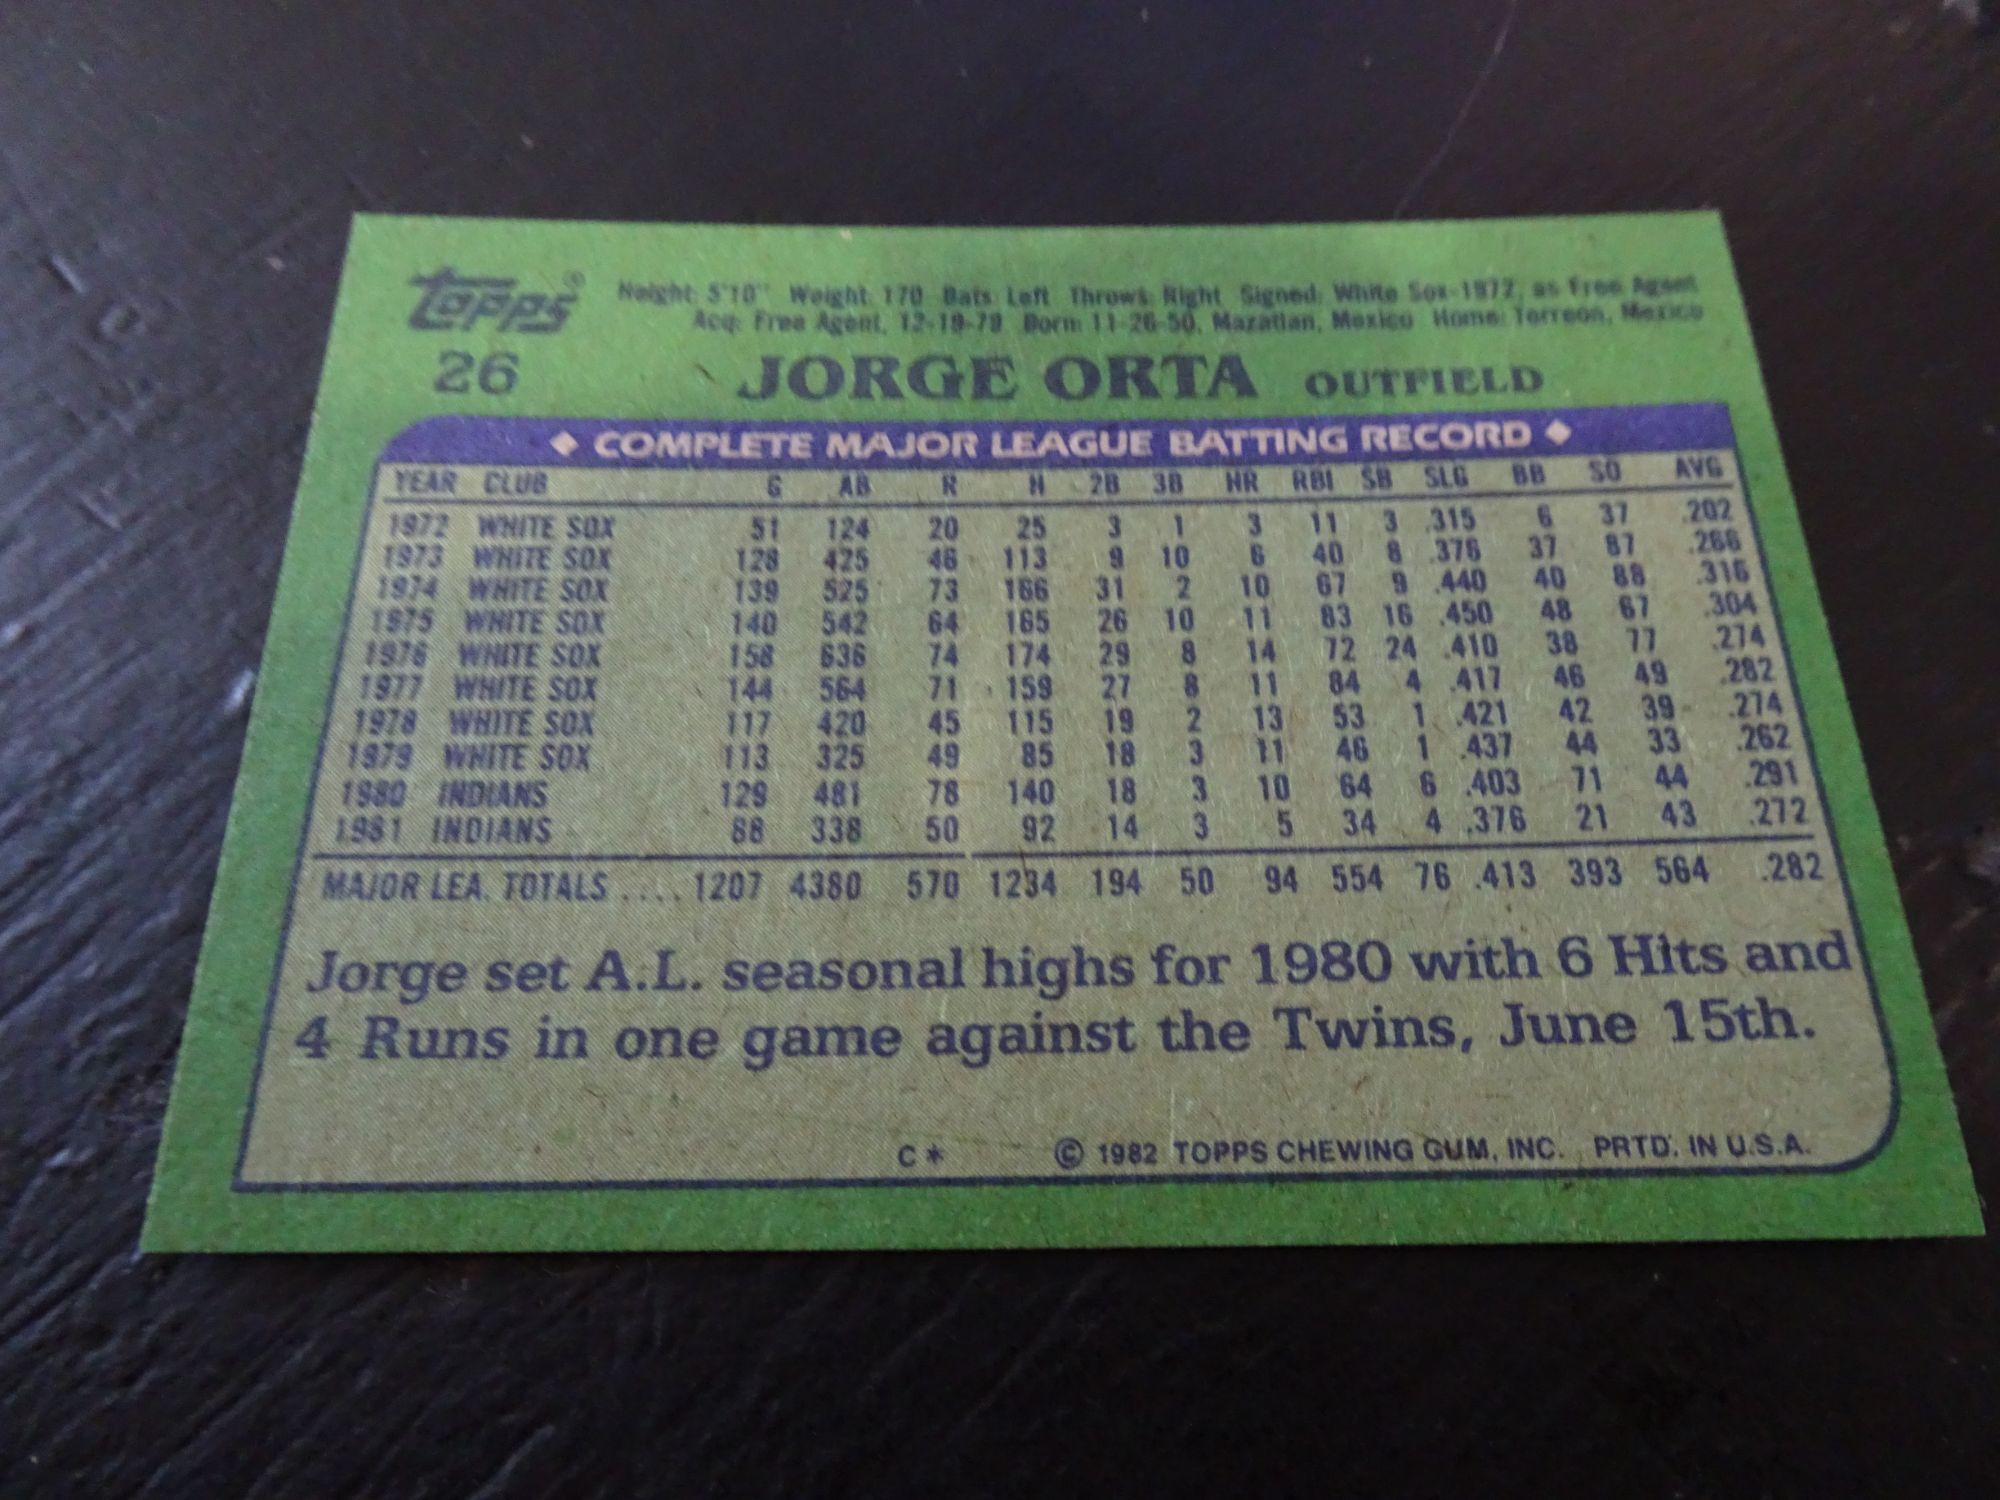 Topps®
Height: 5'10" Weight: 170 Bats: Left Throws: Right Signed: White Sox-1972, as Free Agent
Acq: Free Agent, 12-19-79 Born: 11-26-50, Mazatlan, Mexico Home: Torreon, Mexico
26 JORGE ORTA OUTFIELD
COMPLETE MAJOR LEAGUE BATTING RECORD
YEAR CLUB G AB R H 2B 3B HR RBI SB SLG BB SO AVG
1972 WHITE SOX 51 124 20 25 3 1 3 11 3 .315 6 37 .202
1973 WHITE SOX 128 425 46 113 9 10 6 40 8 .376 37 87 .266
1974 WHITE SOX 139 525 73 166 31 2 10 67 9 .440 40 88 .316
1975 WHITE SOX 140 542 64 165 26 10 11 83 16 .450 48 67 .304
1976 WHITE SOX 158 636 74 174 29 8 14 72 24 .410 38 77 .274
1977 WHITE SOX 144 564 71 159 27 8 11 84 4 .417 46 49 .282
1978 WHITE SOX 117 420 45 115 19 2 13 53 1 .421 42 39 .274
1979 WHITE SOX 113 325 49 85 18 3 11 46 1 .437 44 33 .262
1980 INDIANS 129 481 78 140 18 3 10 64 6 .403 71 44 .291
1981 INDIANS 88 338 50 92 14 3 5 34 4 .376 21 43 .272
MAJOR LEA. TOTALS .... 1207 4380 570 1234 194 50 94 554 76 .413 393 564 .282
Jorge set A.L. seasonal highs for 1980 with 6 Hits and
4 Runs in one game against the Twins, June 15th.
C* © 1982 TOPPS CHEWING GUM, INC. PRTD. IN U.S.A.